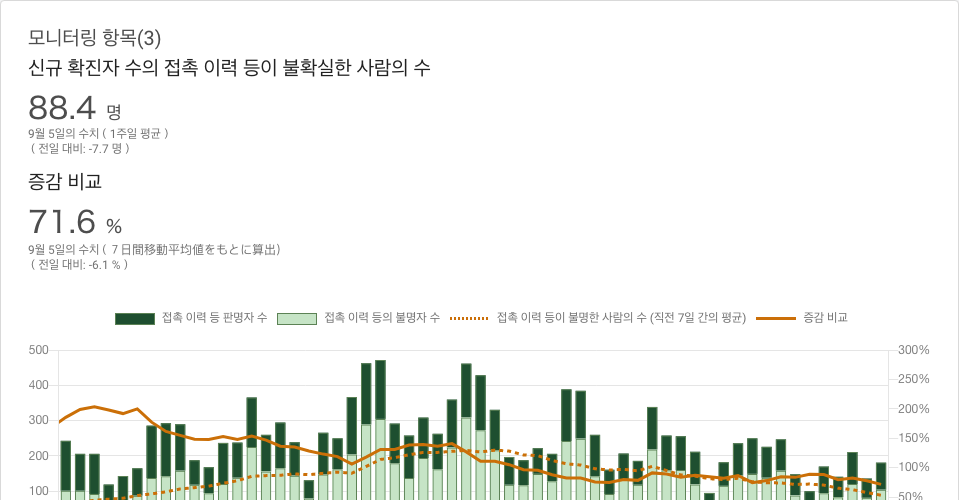 모니터링 항목(3)
신규 확진자 수의 접촉 이력 등이 불확실한 사람의 수
88.4 명
9월 5일의 수치 ( 1주일 평균 )
( 전일 대비: -7.7 명 )
증감 비교
71.6 %
9월 5일의 수치 ( ７日間移動平均値をもとに算出)
( 전일 대비: -6.1 % )
접촉 이력 등 판명자 수 접촉 이력 등의 불명자 수 접촉 이력 등이 불명한 사람의 수 (직전 7일 간의 평균) 증감 비교
500 300%
250%
400
200%
300
150%
200
100%
100
50%